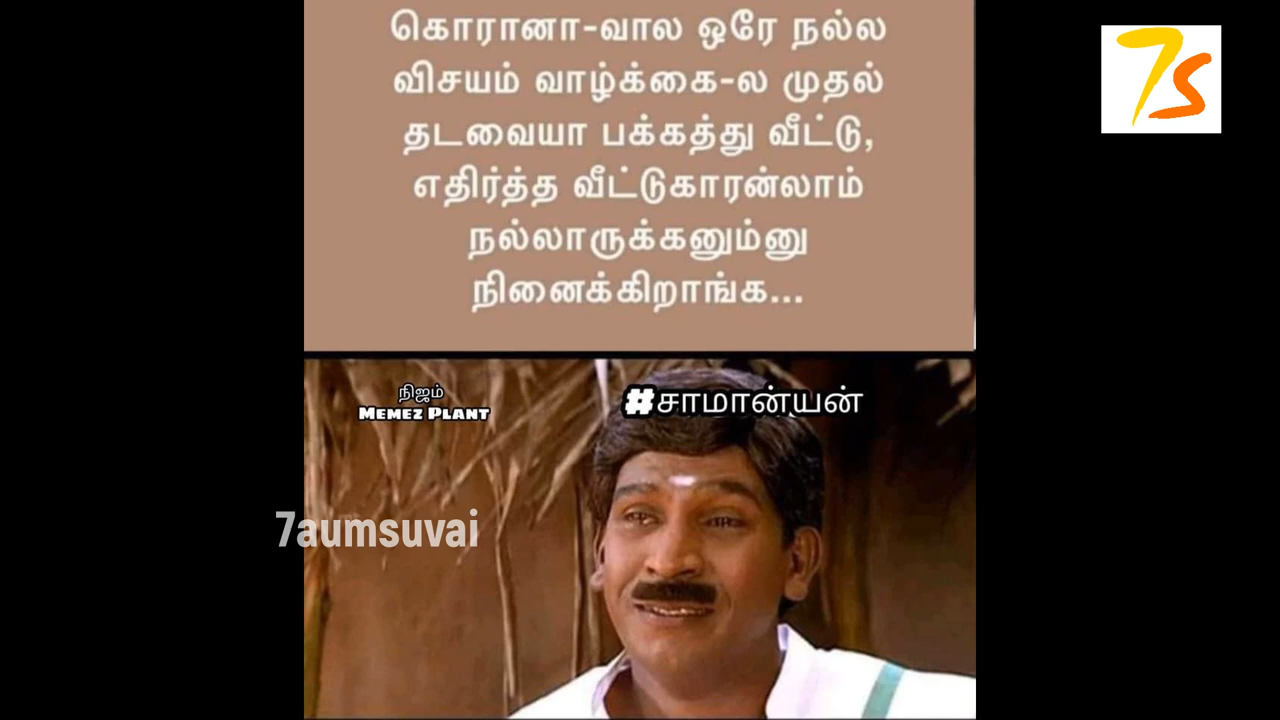 கொரானா-வால ஒரே நல்ல
விசயம் வாழ்க்கை-ல முதல்
தடவையா பக்கத்து வீட்டு,
எதிர்த்த வீட்டுகாரன்லாம்
நல்லாருக்கனும்னு
நினைக்கிறாங்க...
7S
நிஜம்
MEMEZ PLANT
#சாமான்யன்
7aumsuvai